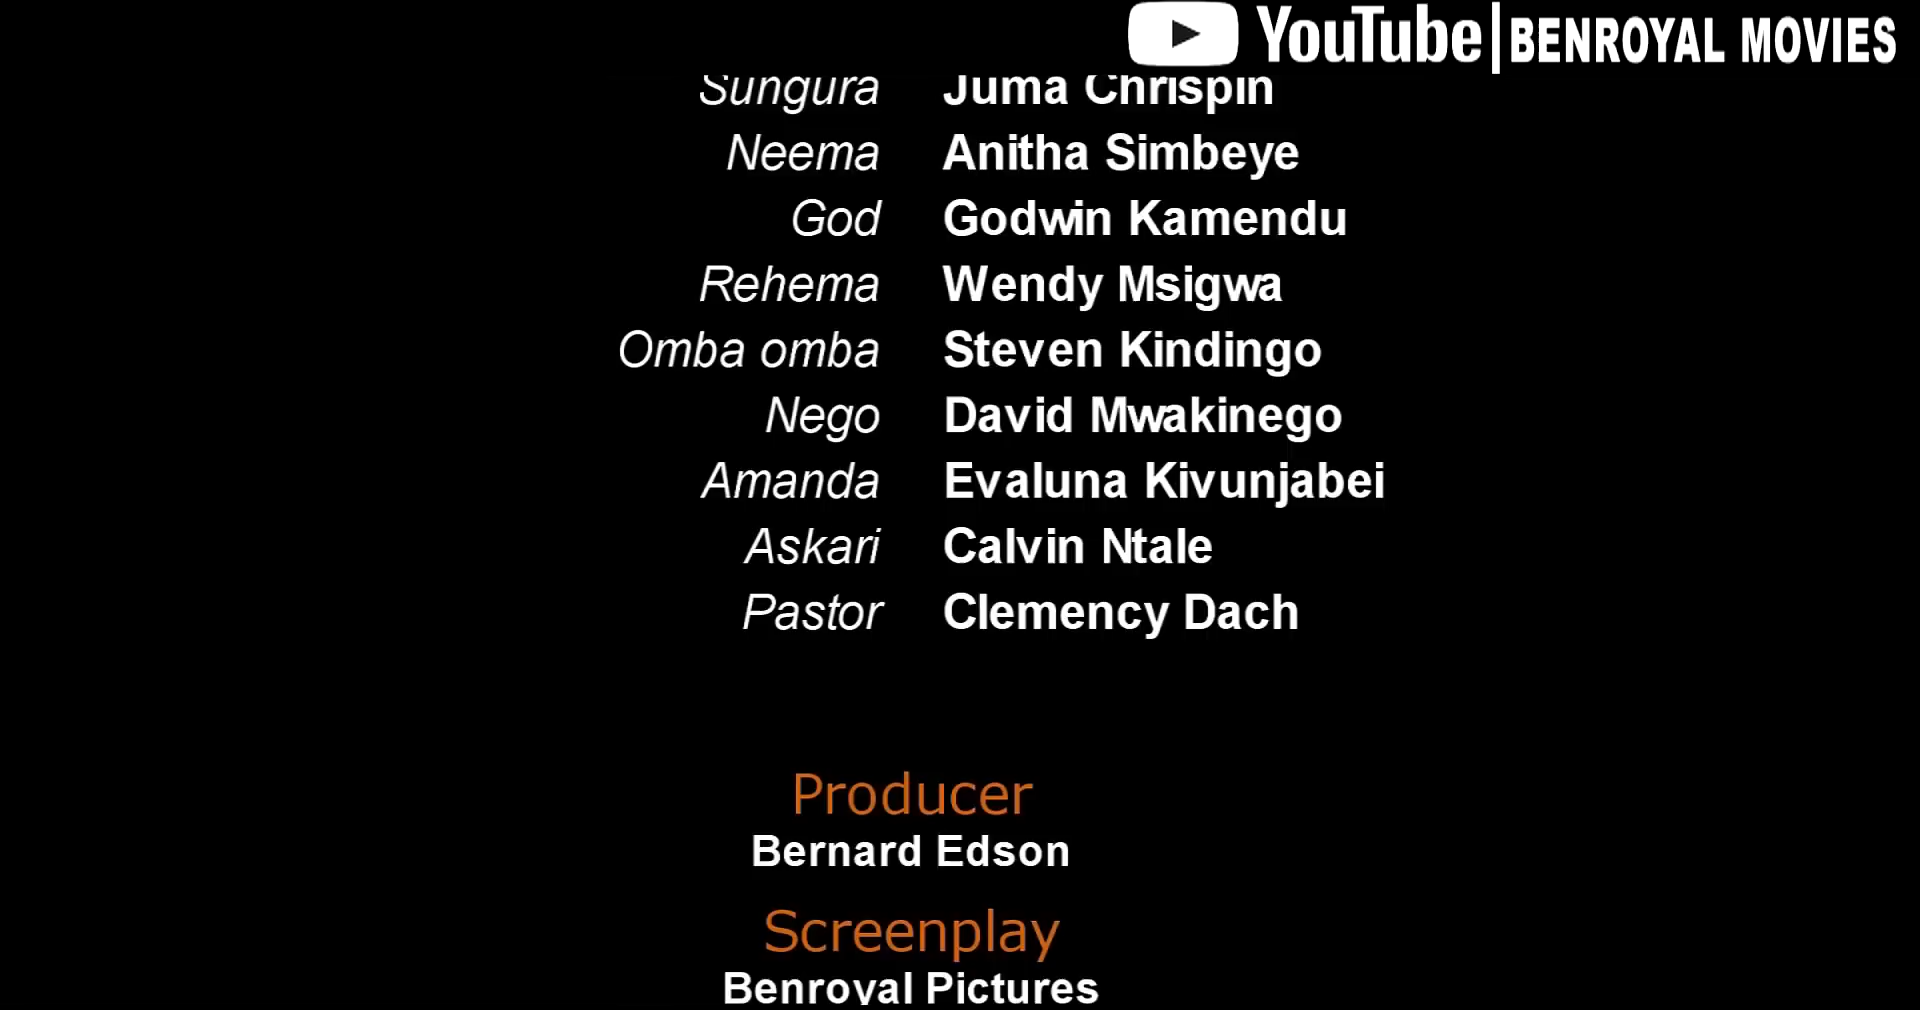 YouTube|BENROYAL MOVIES
Sungura Juma Chrispin
Neema Anitha Simbeye
God Godwin Kamendu
Rehema Wendy Msigwa
Omba omba Steven Kindingo
Nego David Mwakinego
Amanda Evaluna Kivunjabei
Askari Calvin Ntale
Pastor Clemency Dach
Producer
Bernard Edson
Screenplay
Benroyal Pictures